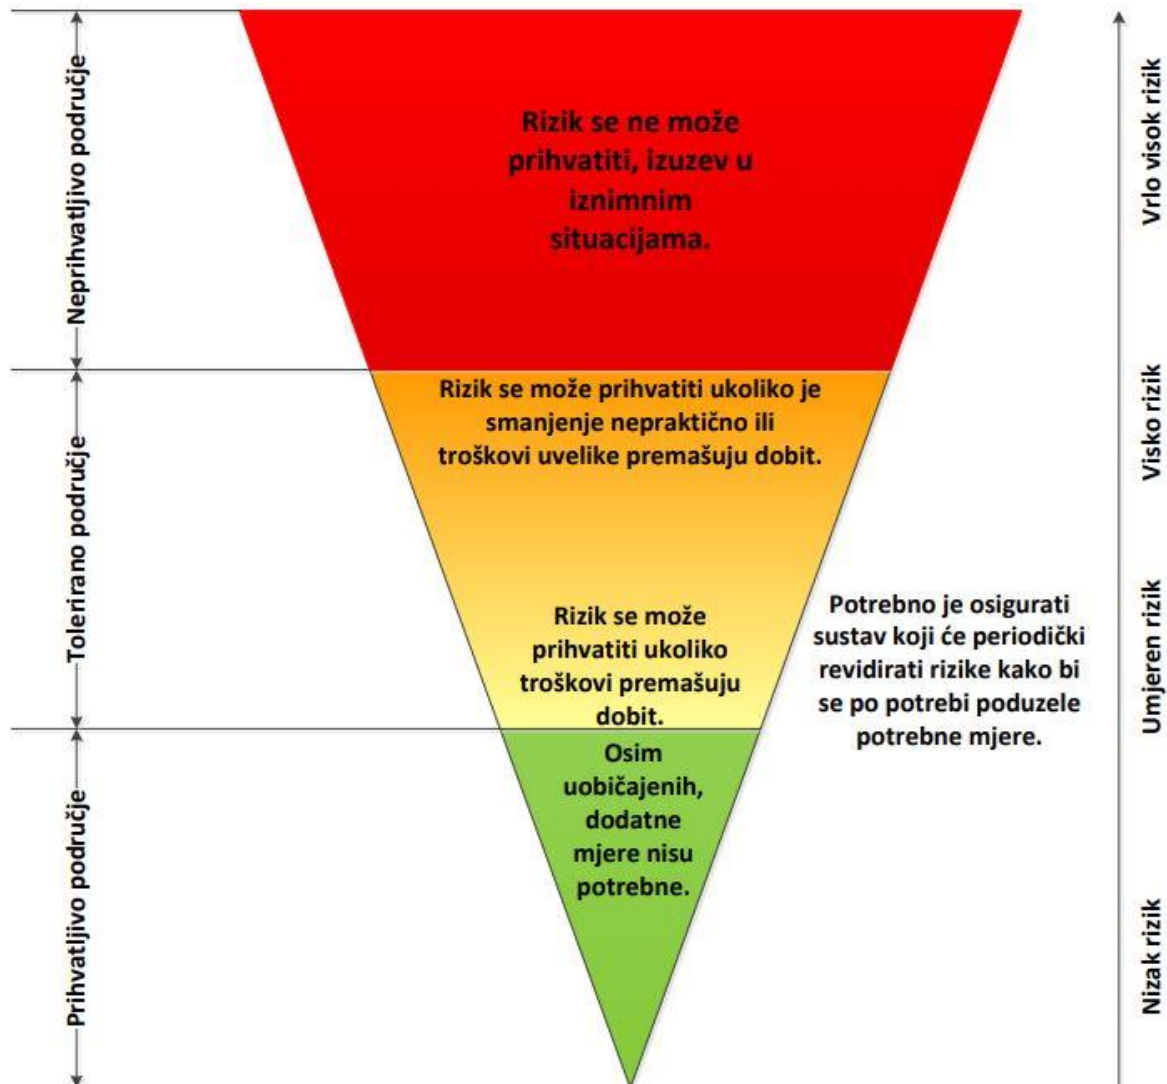 Neprihvatljivo područje
Rizik se ne može
prihvatiti, izuzev u
iznimnim
situacijama.
Vrlo visok rizik
Tolerirano područje
Rizik se može prihvatiti ukoliko je
smanjenje nepraktično ili
troškovi uvelike premašuju dobit.
Visko rizik
Rizik se može
prihvatiti ukoliko
troškovi premašuju
dobit.
Potrebno je osigurati
sustav koji će periodički
revidirati rizike kako bi
se po potrebi poduzele
potrebne mjere.
Umjeren rizik
Prihvatljivo područje
Osim
uobičajenih,
dodatne
mjere nisu
potrebne.
Nizak rizik